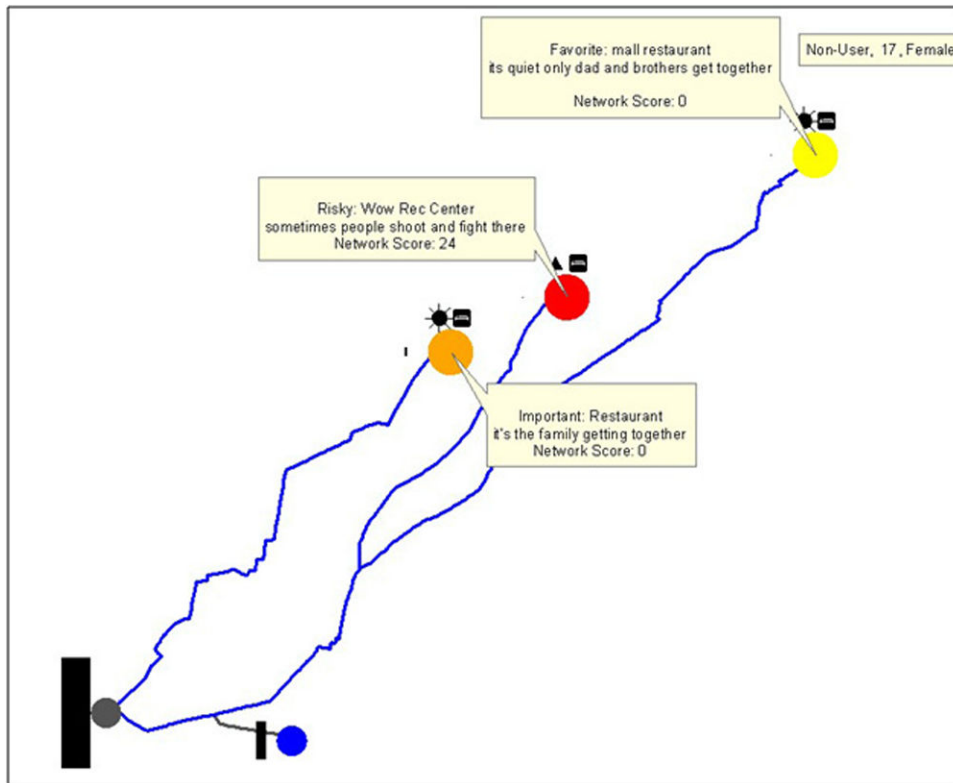 Favorite: mall restaurant
its quiet only dad and brothers get together
Network Score: 0
Non-User, 17, Female
Risky: Wow Rec Center
sometimes people shoot and fight there
Network Score: 24
Important: Restaurant
it's the family getting together
Network Score: 0